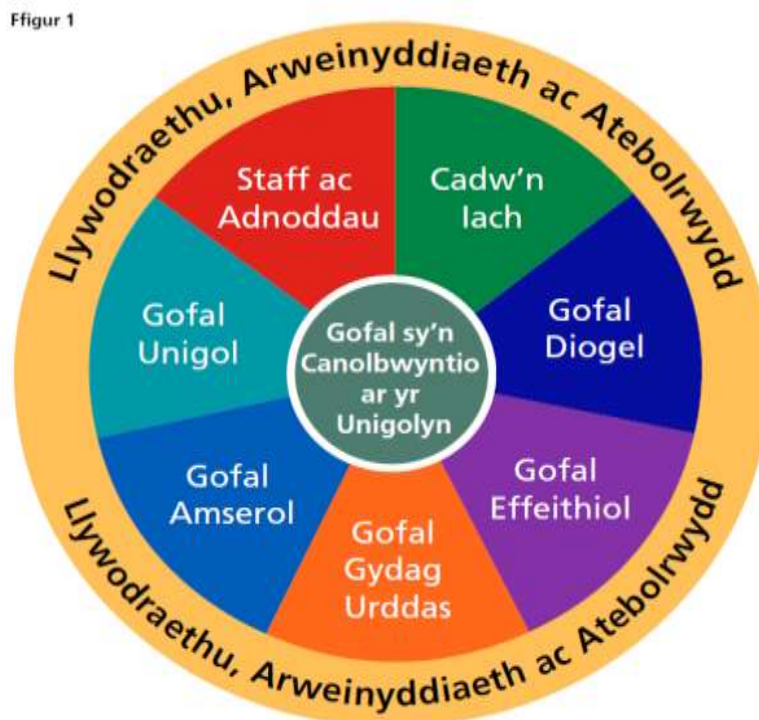 Ffigur 1
Llywodraethu, Arweinyddiaeth ac Atebolrwydd
Staff ac
Adnoddau
Cadw'n
Iach
Gofal
Diogel
Gofal
Effeithiol
Gofal
Gydag
Urddas
Gofal
Amserol
Gofal
Unigol
Gofal sy'n
Canolbwyntio
ar yr
Unigolyn
Llywodraethu, Arweinyddiaeth ac Atebolrwydd